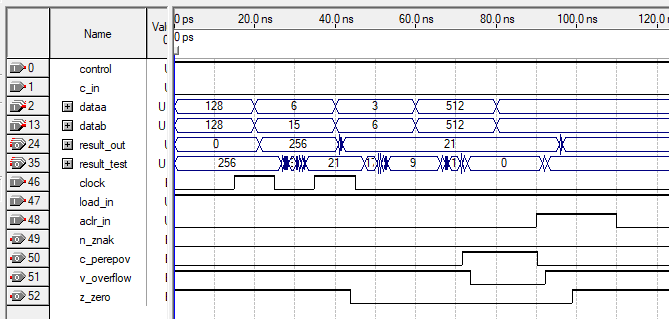 Name Val 0 ps 20.0 ns 40.0 ns 60.0 ns 80.0 ns 100.0 ns 120.0
0 ps
0 control U
1 c_in U
2 dataa U 128 6 3 512
13 datab U 128 15 6 512
24 result_out U 0 256 21
35 result_test U 256 21 9 0
46 clock
47 load_in U
48 aclr_in U
49 n_znak
50 c_perepov
51 v_overflow
52 z_zero